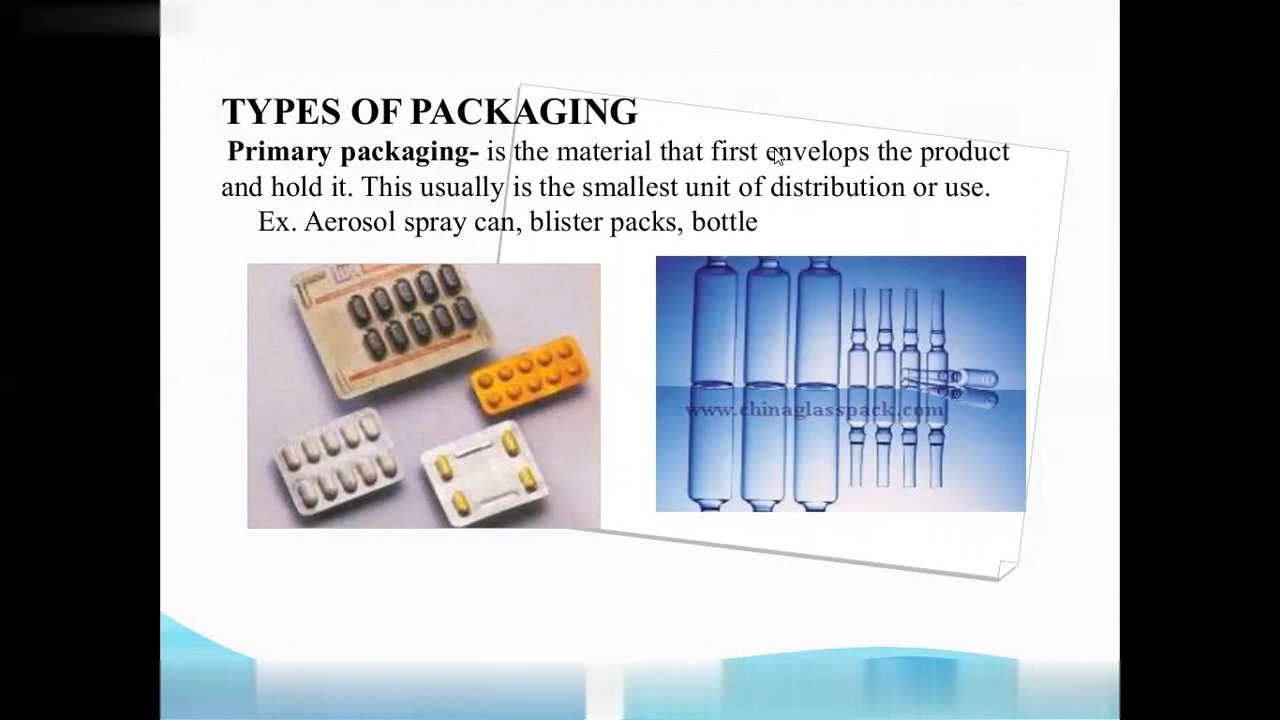 TYPES OF PACKAGING
Primary packaging- is the material that first envelops the product
and hold it. This usually is the smallest unit of distribution or use.
Ex. Aerosol spray can, blister packs, bottle
www.chinaglasspack.com